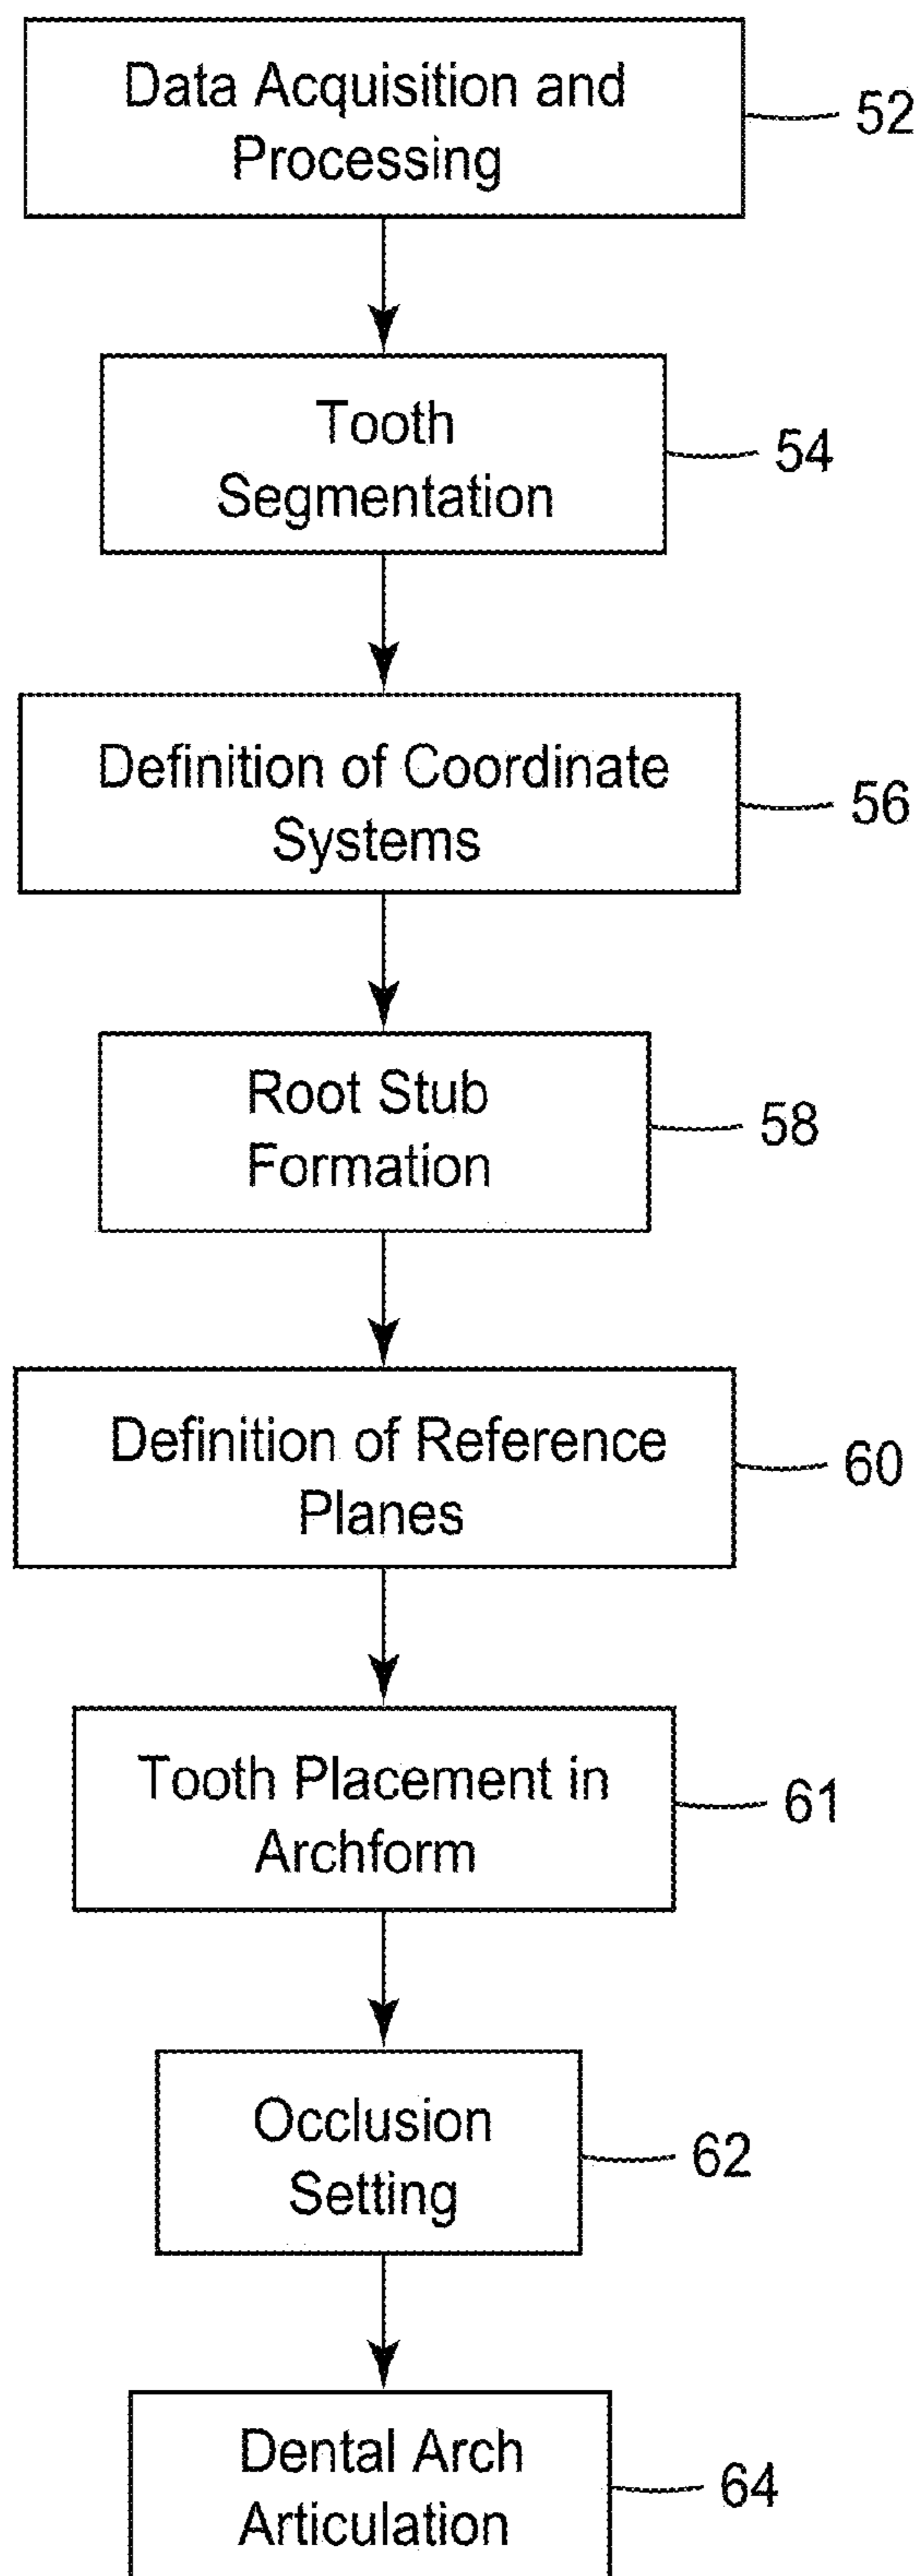 Data Acquisition and
Processing
52
Tooth
Segmentation
54
Definition of Coordinate
Systems
56
Root Stub
Formation
58
Definition of Reference
Planes
60
Tooth Placement in
Archform
61
Occlusion
Setting
62
Dental Arch
Articulation
64